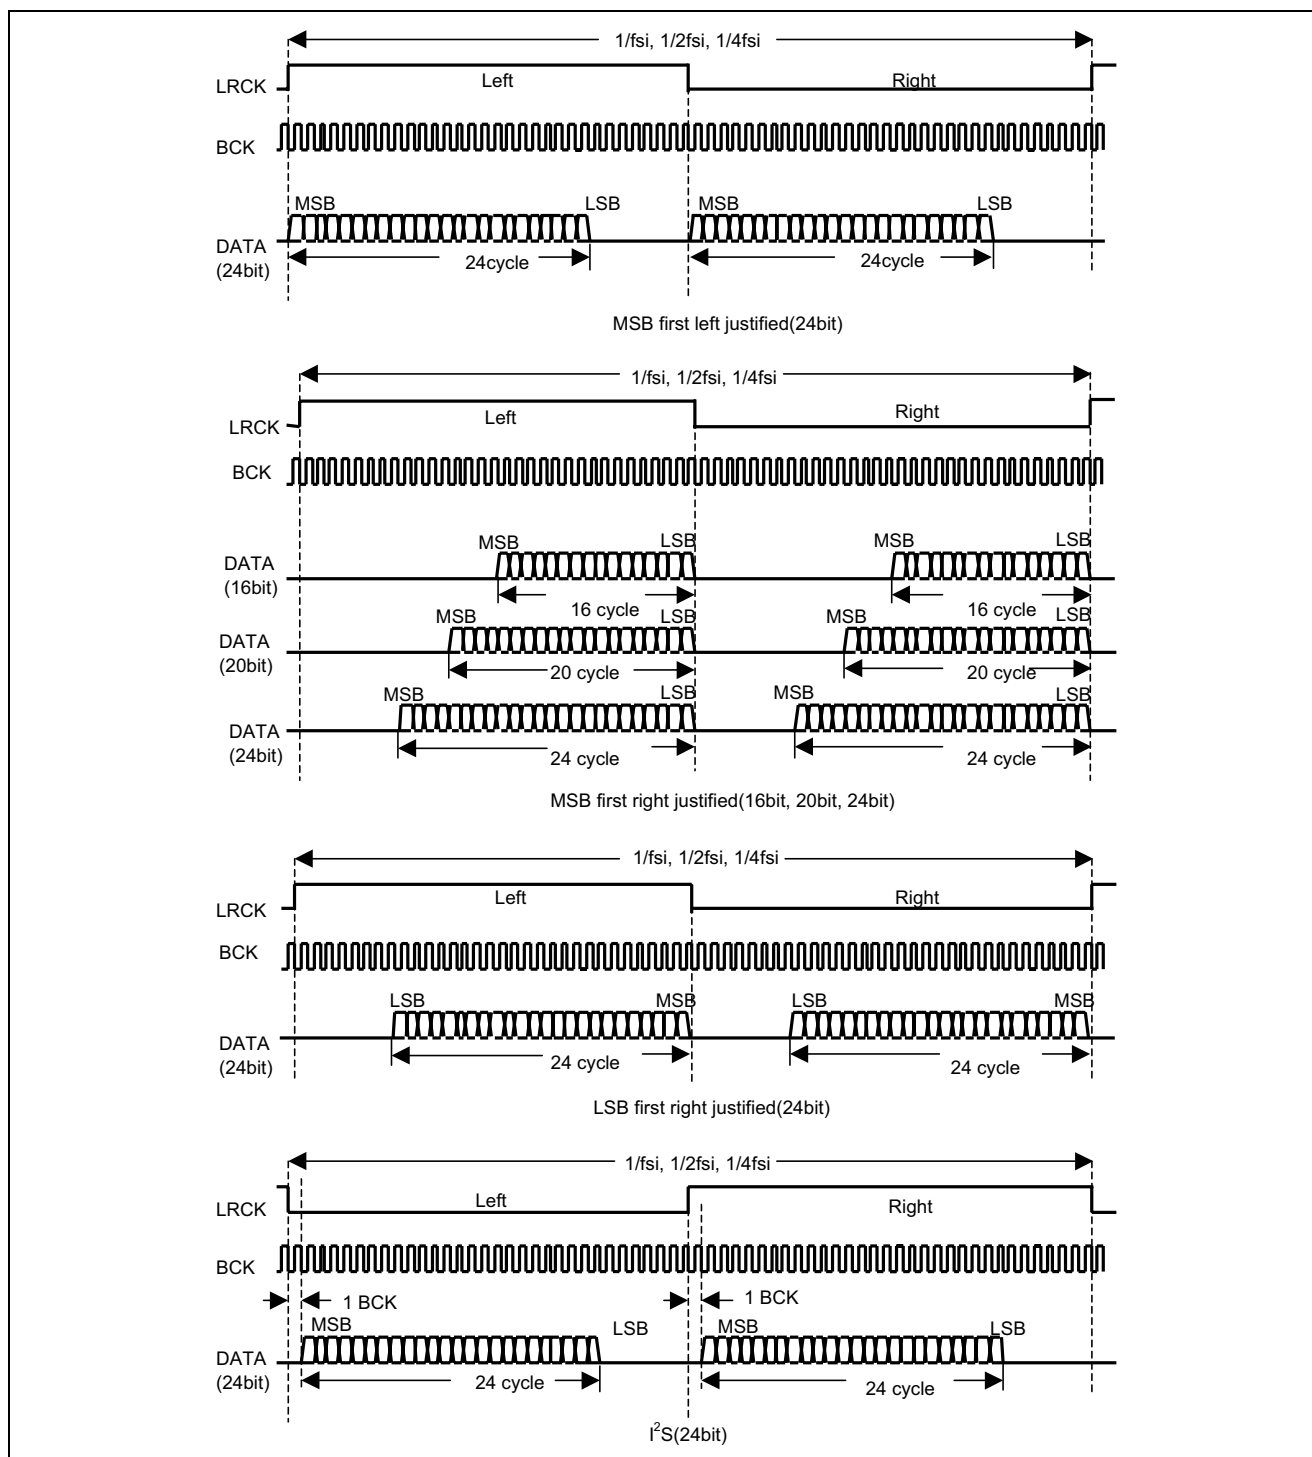 1/fsi, 1/2fsi, 1/4fsi
LRCK Left Right
BCK
MSB LSB MSB LSB
DATA
(24bit)
24cycle 24cycle
MSB first left justified(24bit)
1/fsi, 1/2fsi, 1/4fsi
LRCK Left Right
BCK
MSB LSB MSB LSB
DATA
(16bit)
16 cycle 16 cycle
MSB LSB MSB LSB
DATA
(20bit)
20 cycle 20 cycle
MSB LSB MSB LSB
DATA
(24bit)
24 cycle 24 cycle
MSB first right justified(16bit, 20bit, 24bit)
1/fsi, 1/2fsi, 1/4fsi
LRCK Left Right
BCK
LSB MSB LSB MSB
DATA
(24bit)
24 cycle 24 cycle
LSB first right justified(24bit)
1/fsi, 1/2fsi, 1/4fsi
LRCK Left Right
BCK
1 BCK 1 BCK
MSB LSB MSB LSB
DATA
(24bit)
24 cycle 24 cycle
I²S(24bit)